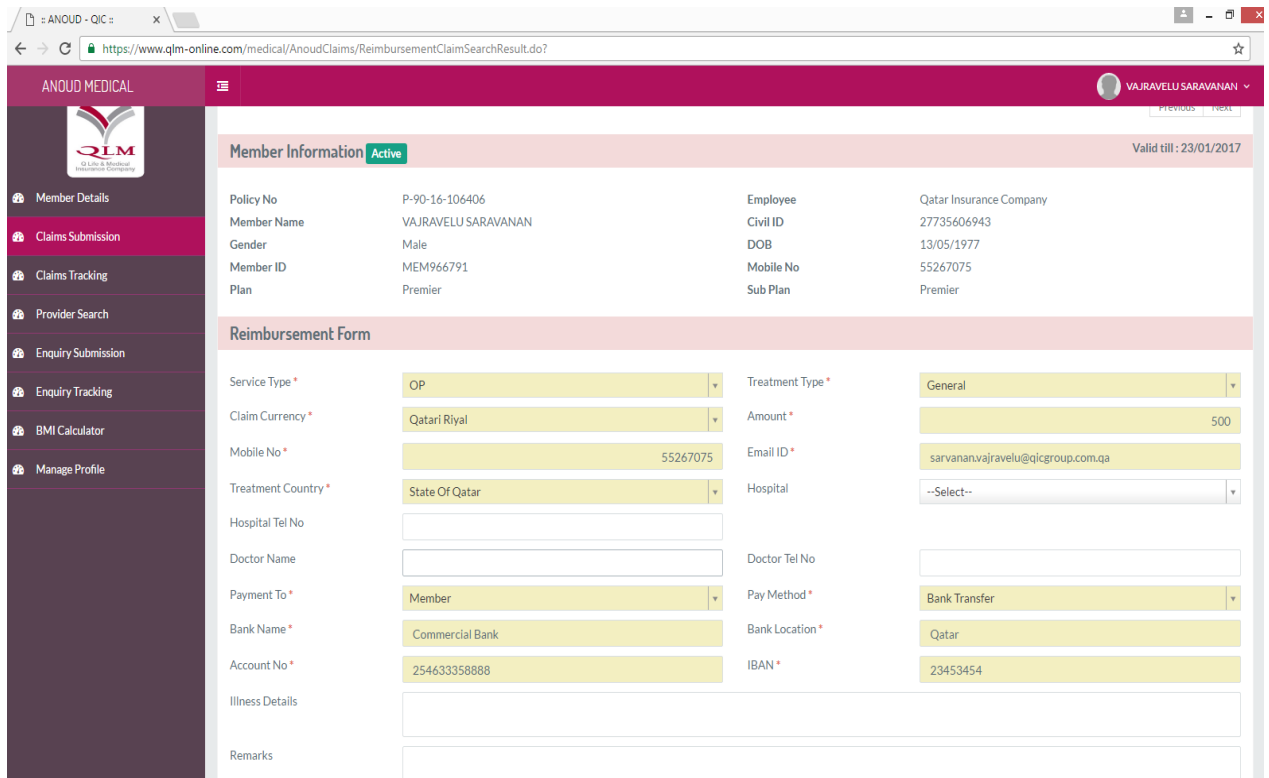 :: ANOUD - QIC ::
https://www.qlm-online.com/medical/AnoudClaims/ReimbursementClaimSearchResult.do?
ANOUD MEDICAL
VAJRAVELU SARAVANAN
Previous Next
QLM
Q Life & Medical
Insurance Company
Member Details
Claims Submission
Claims Tracking
Provider Search
Enquiry Submission
Enquiry Tracking
BMI Calculator
Manage Profile
Member Information Active Valid till : 23/01/2017
Policy No P-90-16-106406 Employee Qatar Insurance Company
Member Name VAJRAVELU SARAVANAN Civil ID 27735606943
Gender Male DOB 13/05/1977
Member ID MEM966791 Mobile No 55267075
Plan Premier Sub Plan Premier
Reimbursement Form
Service Type * OP Treatment Type * General
Claim Currency * Qatari Riyal Amount * 500
Mobile No * 55267075 Email ID * sarvanan.vajravelu@qicgroup.com.qa
Treatment Country * State Of Qatar Hospital --Select--
Hospital Tel No
Doctor Name Doctor Tel No
Payment To * Member Pay Method * Bank Transfer
Bank Name * Commercial Bank Bank Location * Qatar
Account No * 254633358888 IBAN * 23453454
Illness Details
Remarks